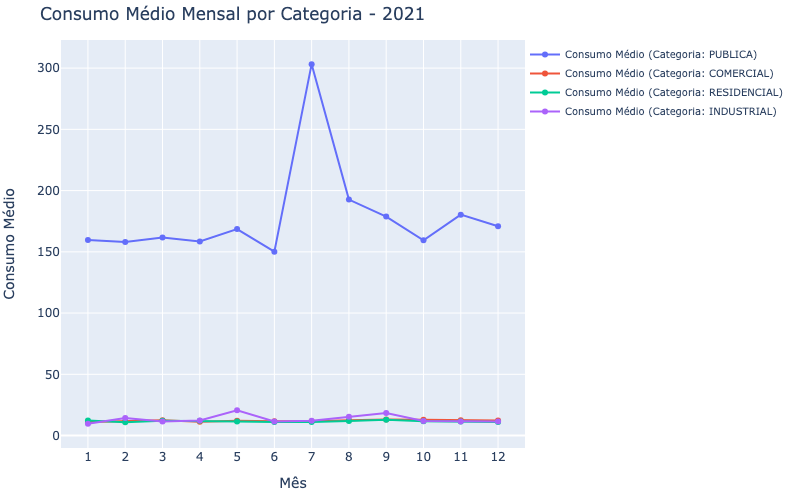 Consumo Médio Mensal por Categoria - 2021
Consumo Médio (Categoria: PUBLICA)
Consumo Médio (Categoria: COMERCIAL)
Consumo Médio (Categoria: RESIDENCIAL)
Consumo Médio (Categoria: INDUSTRIAL)
Consumo Médio
300
250
200
150
100
50
0
1 2 3 4 5 6 7 8 9 10 11 12
Mês